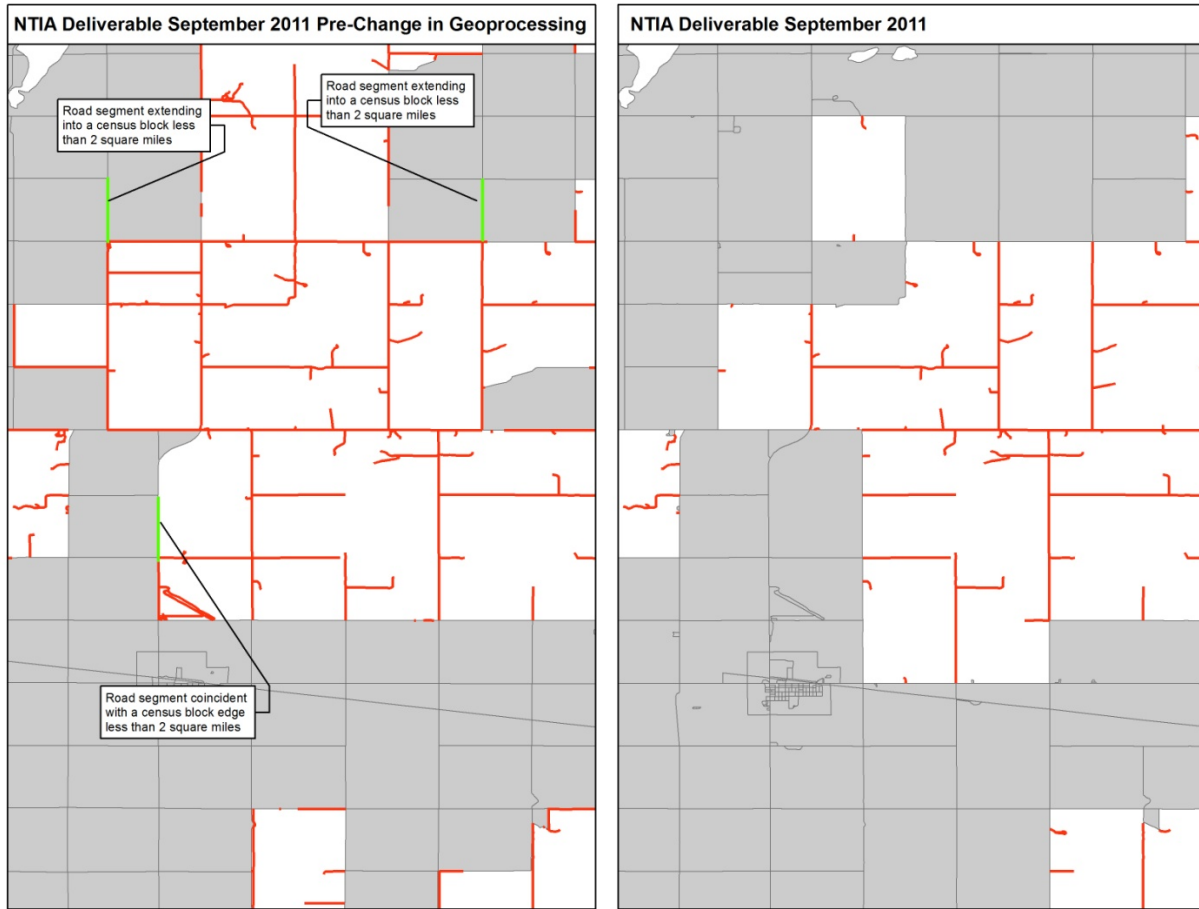 NTIA Deliverable September 2011 Pre-Change in Geoprocessing
NTIA Deliverable September 2011
Road segment extending
into a census block less
than 2 square miles
Road segment extending
into a census block less
than 2 square miles
Road segment coincident
with a census block edge
less than 2 square miles